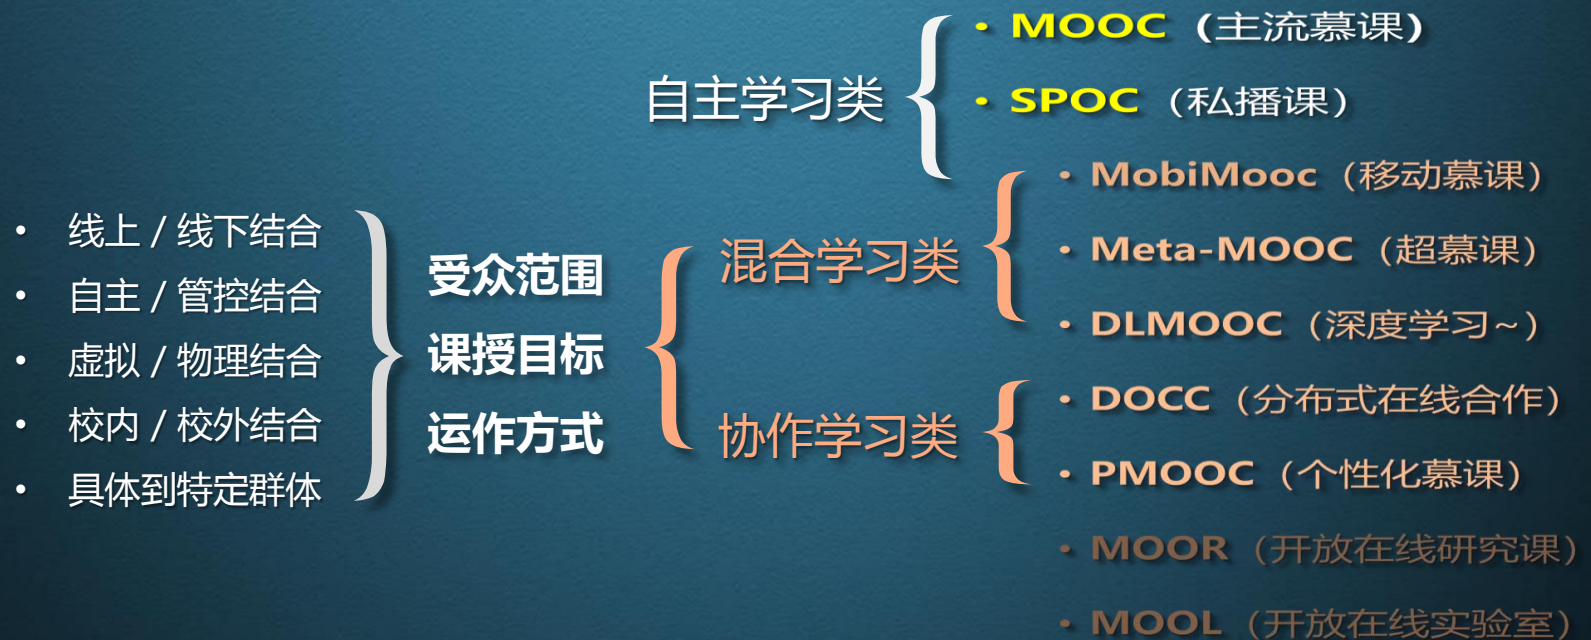 • 线上 / 线下结合
• 自主 / 管控结合
• 虚拟 / 物理结合
• 校内 / 校外结合
• 具体到特定群体
受众范围
课授目标
运作方式
自主学习类
• MOOC（主流慕课）
• SPOC（私播课）
混合学习类
• MobiMooc（移动慕课）
• Meta-MOOC（超慕课）
• DLMOOC（深度学习~）
协作学习类
• DOCC（分布式在线合作）
• PMOOC（个性化慕课）
• MOOR（开放在线研究课）
• MOOL（开放在线实验室）